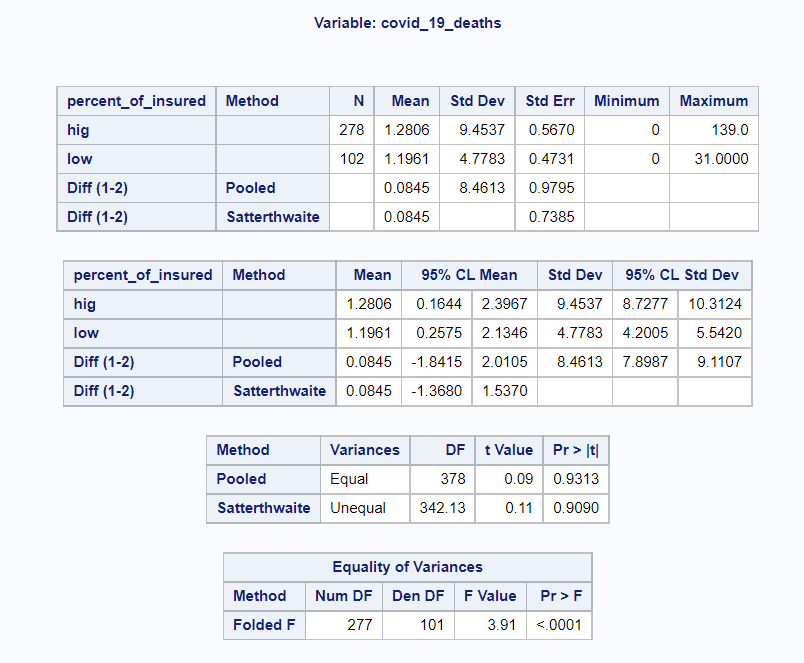 Variable: covid_19_deaths
percent_of_insured Method N Mean Std Dev Std Err Minimum Maximum
hig 278 1.2806 9.4537 0.5670 0 139.0
low 102 1.1961 4.7783 0.4731 0 31.0000
Diff (1-2) Pooled 0.0845 8.4613 0.9795
Diff (1-2) Satterthwaite 0.0845 0.7385
percent_of_insured Method Mean 95% CL Mean Std Dev 95% CL Std Dev
hig 1.2806 0.1644 2.3967 9.4537 8.7277 10.3124
low 1.1961 0.2575 2.1346 4.7783 4.2005 5.5420
Diff (1-2) Pooled 0.0845 -1.8415 2.0105 8.4613 7.8987 9.1107
Diff (1-2) Satterthwaite 0.0845 -1.3680 1.5370
Method Variances DF t Value Pr > |t|
Pooled Equal 378 0.09 0.9313
Satterthwaite Unequal 342.13 0.11 0.9090
Equality of Variances
Method Num DF Den DF F Value Pr > F
Folded F 277 101 3.91 <.0001